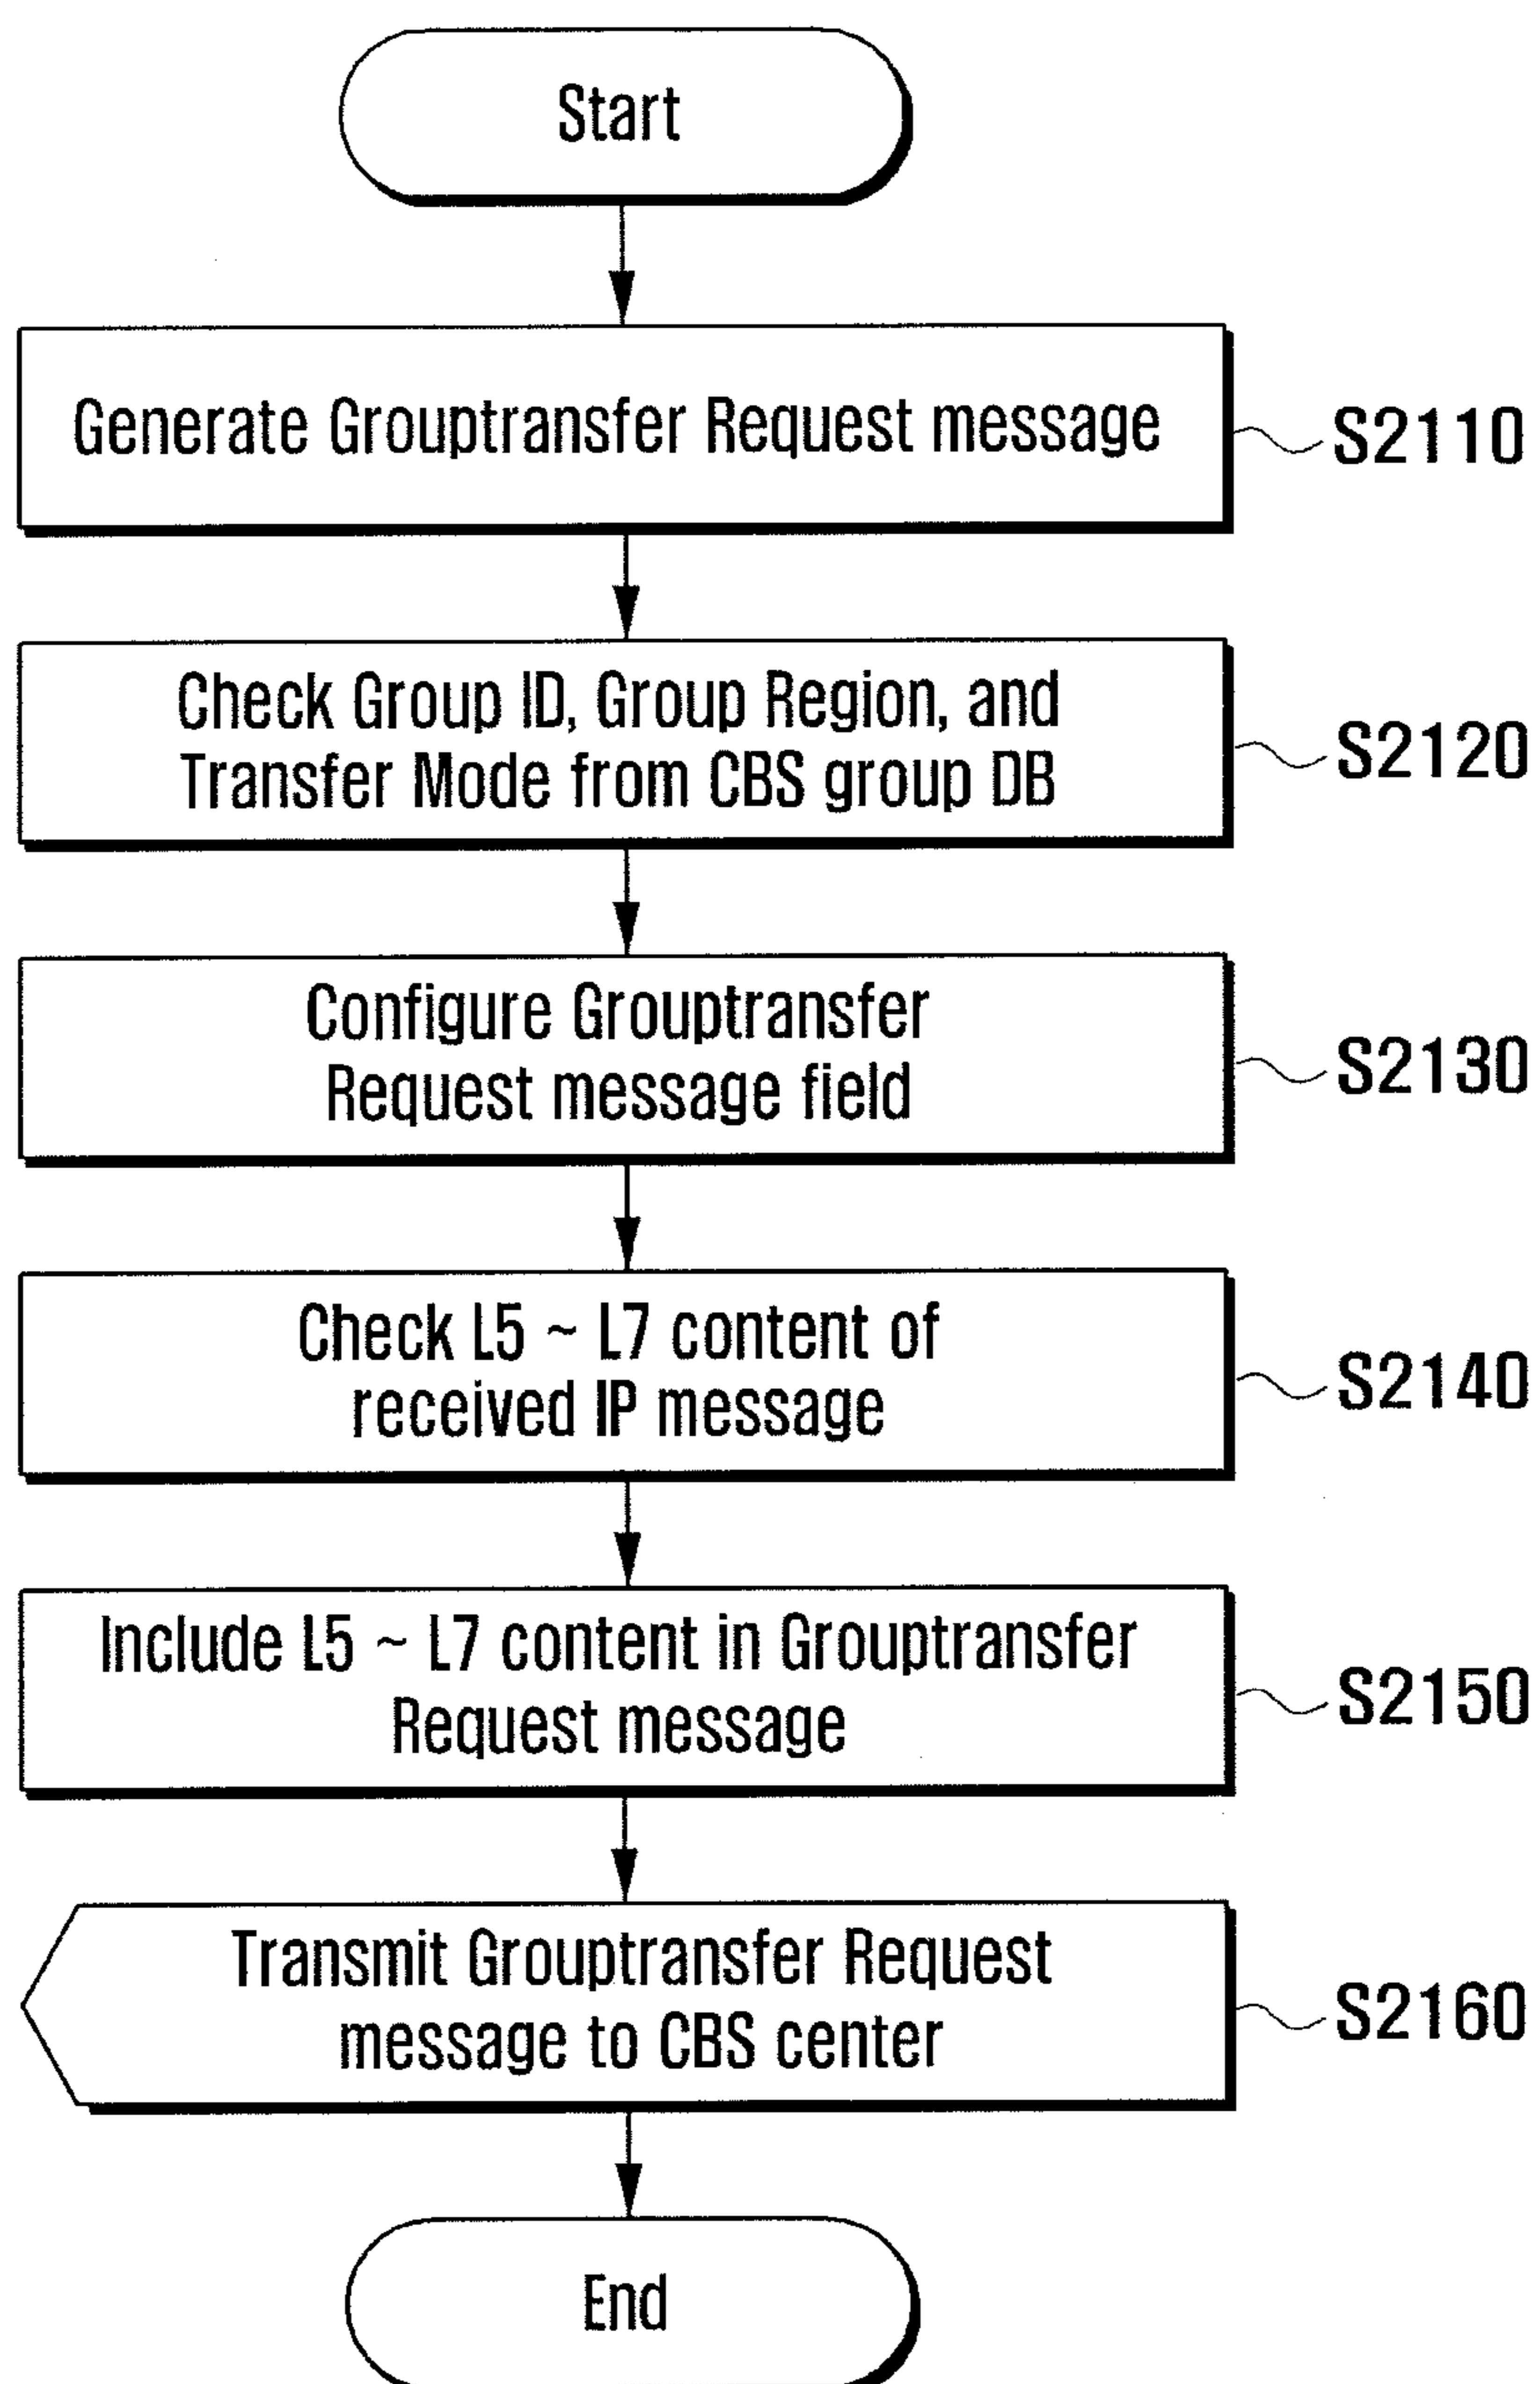 Start
Generate Grouptransfer Request message
S2110
Check Group ID, Group Region, and
Transfer Mode from CBS group DB
S2120
Configure Grouptransfer
Request message field
S2130
Check L5 ~ L7 content of
received IP message
S2140
Include L5 ~ L7 content in Grouptransfer
Request message
S2150
Transmit Grouptransfer Request
message to CBS center
S2160
End